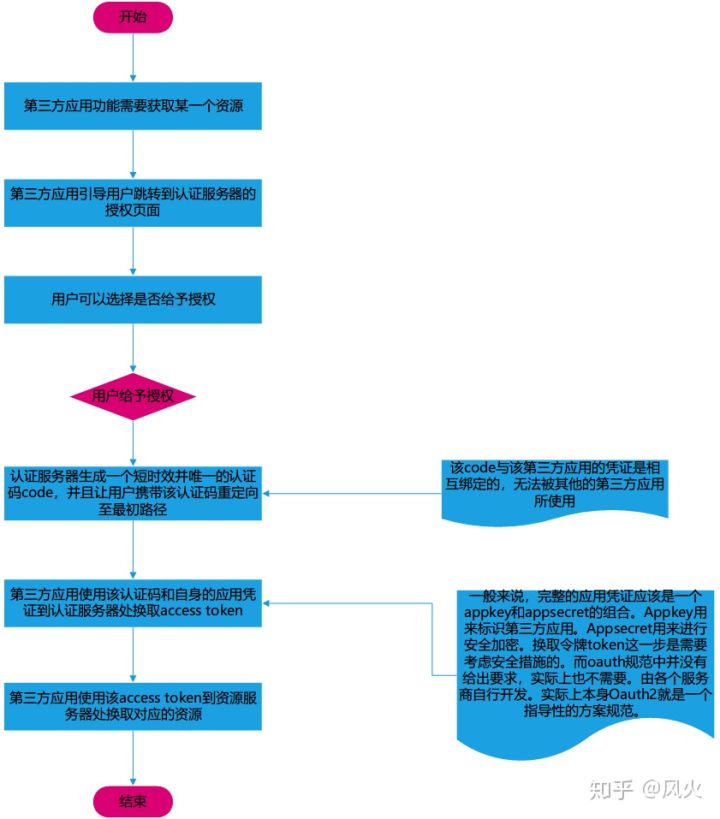 开始
第三方应用功能需要获取某一个资源
第三方应用引导用户跳转到认证服务器的
授权页面
用户可以选择是否给予授权
用户给予授权
认证服务器生成一个短时效并唯一的认证
码code，并且让用户携带该认证码重定向
至最初路径
该code与该第三方应用的凭证是相
互绑定的，无法被其他的第三方应用
所使用
第三方应用使用该认证码和自身的应用凭
证到认证服务器处换取access token
一般来说，完整的应用凭证应该是一个
appkey和appsecret的组合。Appkey用
来标识第三方应用。Appsecret用来进行
安全加密。换取令牌token这一步是需要
考虑安全措施的。而oauth规范中并没有
给出要求，实际上也不需要。由各个服务
商自行开发。实际上本身Oauth2就是一个
指导性的方案规范。
第三方应用使用该access token到资源服
务器处换取对应的资源
结束
知乎 @风火